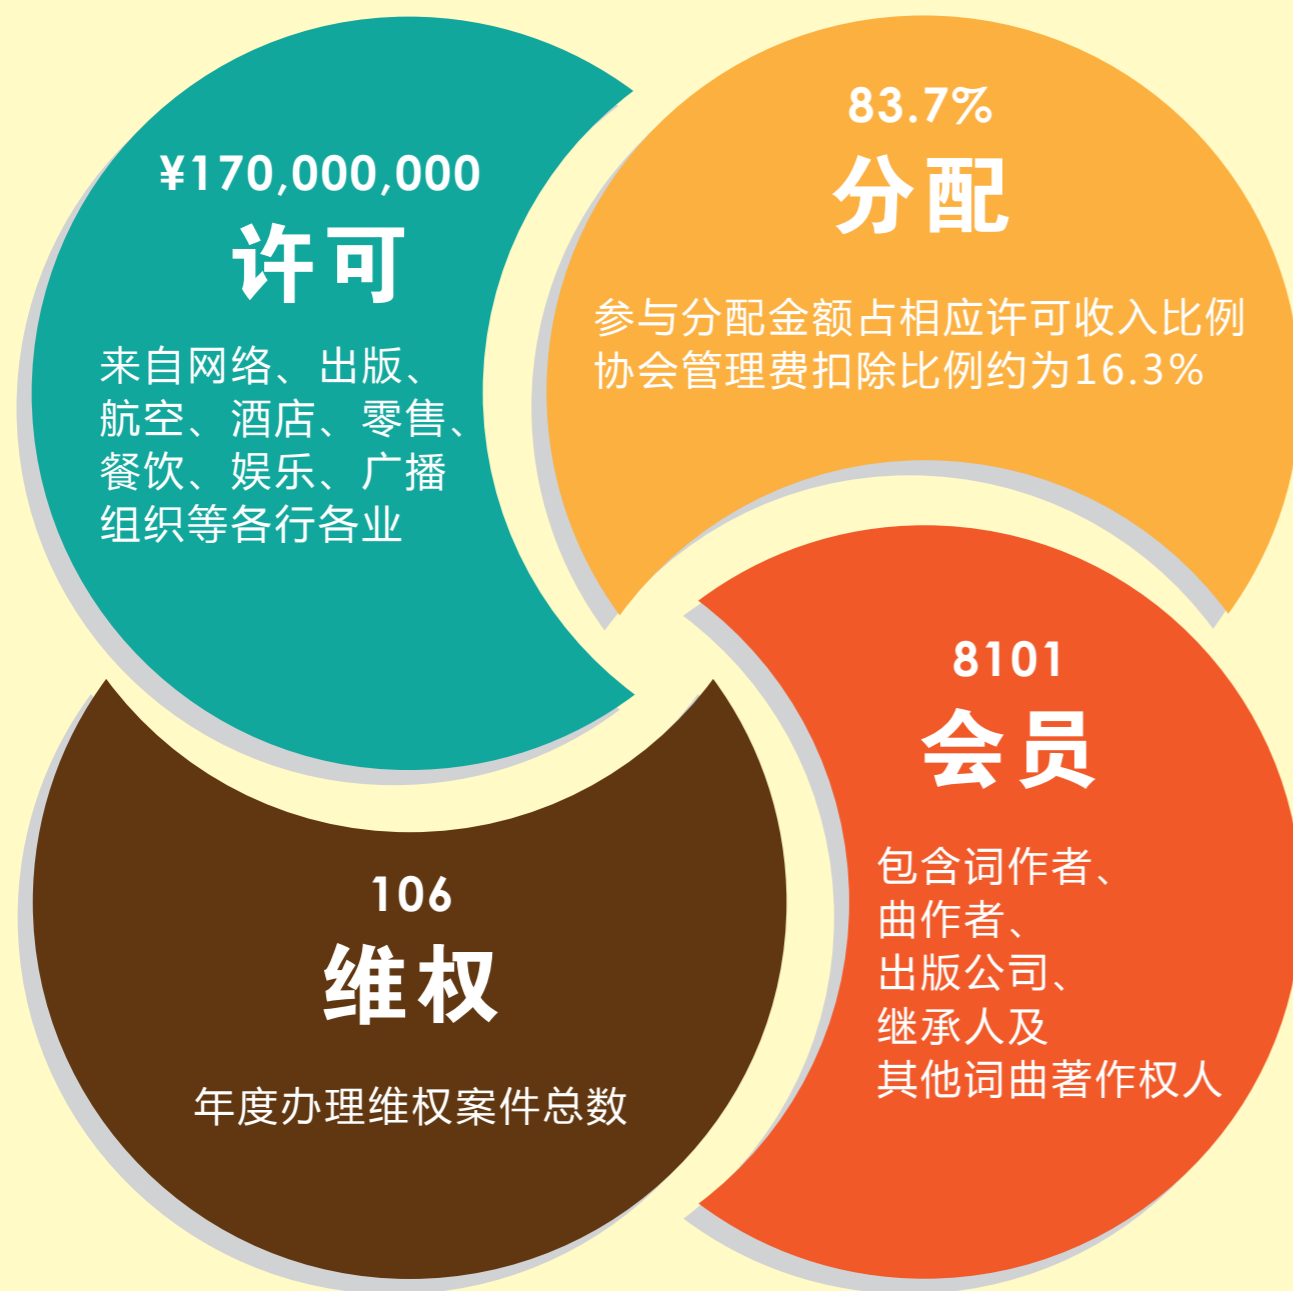 ¥170,000,000
许可
来自网络、出版、
航空、酒店、零售、
餐饮、娱乐、广播
组织等各行各业
83.7%
分配
参与分配金额占相应许可收入比例
协会管理费扣除比例约为16.3%
106
维权
年度办理维权案件总数
8101
会员
包含词作者、
曲作者、
出版公司、
继承人及
其他词曲著作权人